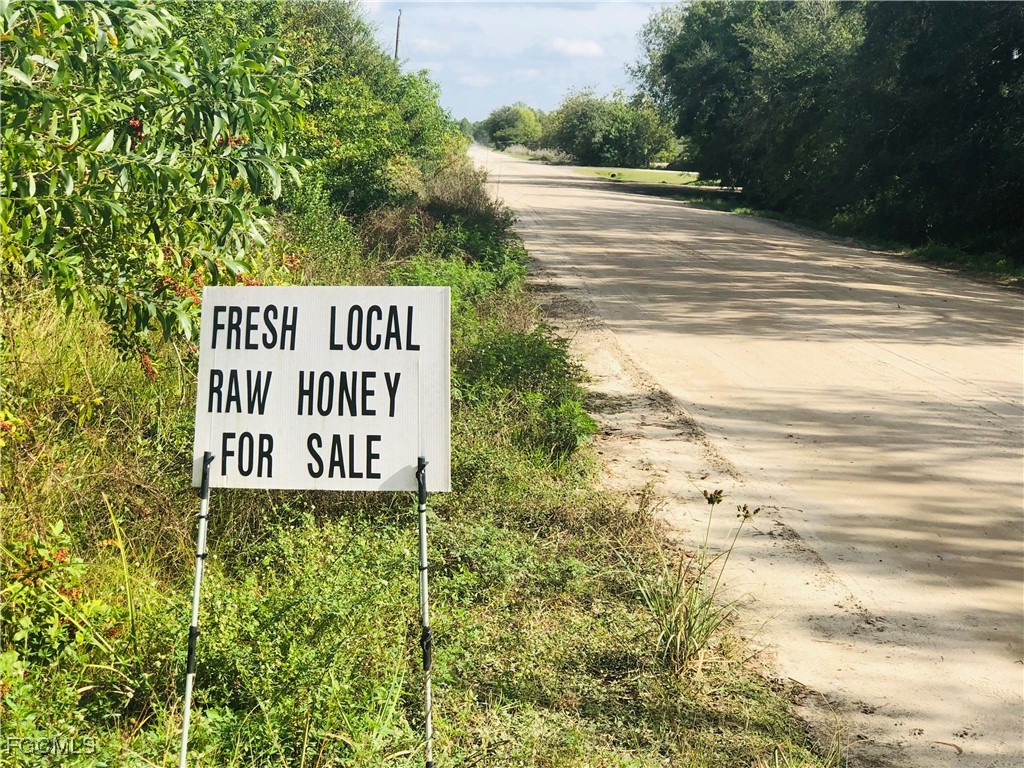 FRESH LOCAL
RAW HONEY
FOR SALE
FGCMLS